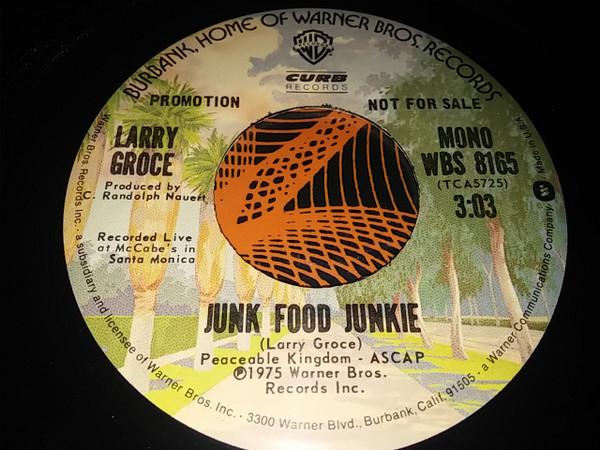 BURBANK, HOME OF WARNER BROS. RECORDS
WB
CURB
RECORDS
PROMOTION
NOT FOR SALE
LARRY
GROCE
Produced by
C. Randolph Nauert
Recorded Live
at McCabe's in
Santa Monica
MONO
WBS 8165
(TCA5725)
3:03
JUNK FOOD JUNKIE
(Larry Groce)
Peaceable Kingdom - ASCAP
℗1975 Warner Bros.
Records Inc.
Warner Bros Records Inc. · a subsidiary and licensee of Warner Bros. Inc. · 3300 Warner Blvd., Burbank, Calif. 91505 · a Warner Communications Company
Made in U.S.A.